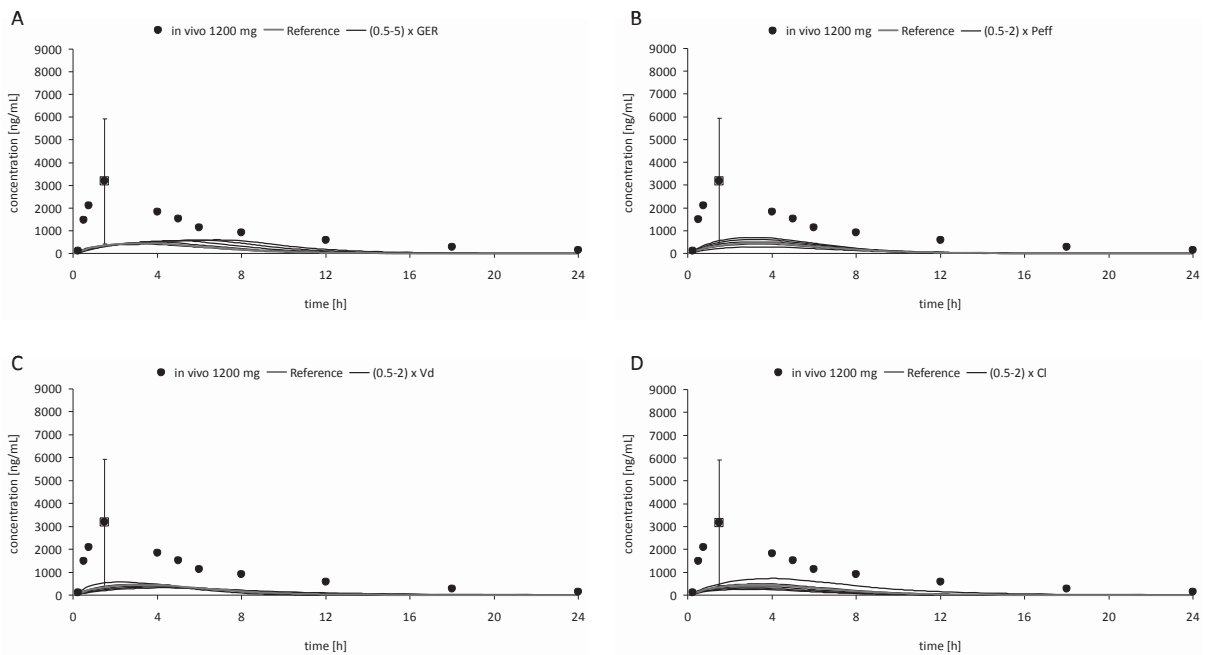 A
in vivo 1200 mg Reference (0.5-5) x GER
9000
8000
7000
6000
5000
4000
3000
2000
1000
0
concentration [ng/mL]
0 4 8 12 16 20 24
time [h]
B
in vivo 1200 mg Reference (0.5-2) x Peff
9000
8000
7000
6000
5000
4000
3000
2000
1000
0
concentration [ng/mL]
0 4 8 12 16 20 24
time [h]
C
in vivo 1200 mg Reference (0.5-2) x Vd
9000
8000
7000
6000
5000
4000
3000
2000
1000
0
concentration [ng/mL]
0 4 8 12 16 20 24
time [h]
D
in vivo 1200 mg Reference (0.5-2) x Cl
9000
8000
7000
6000
5000
4000
3000
2000
1000
0
concentration [ng/mL]
0 4 8 12 16 20 24
time [h]